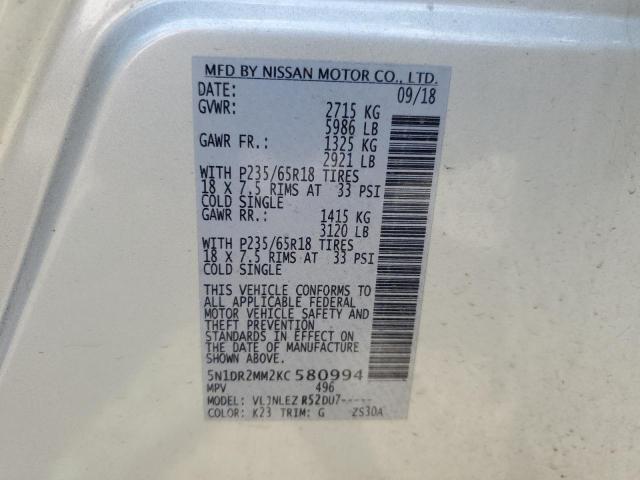 MFD BY NISSAN MOTOR CO., LTD.
DATE: 09/18
GVWR: 2715 KG
5986 LB
GAWR FR.: 1325 KG
2921 LB
WITH P235/65R18 TIRES
18 X 7.5 RIMS AT 33 PSI
COLD SINGLE
GAWR RR.: 1415 KG
3120 LB
WITH P235/65R18 TIRES
18 X 7.5 RIMS AT 33 PSI
COLD SINGLE
THIS VEHICLE CONFORMS TO
ALL APPLICABLE FEDERAL
MOTOR VEHICLE SAFETY AND
THEFT PREVENTION
STANDARDS IN EFFECT ON
THE DATE OF MANUFACTURE
SHOWN ABOVE.
5N1DR2MM2KC 580994
MPV 496
MODEL: VLJNLEZ R52DU7-----
COLOR: K23 TRIM: G ZS30A